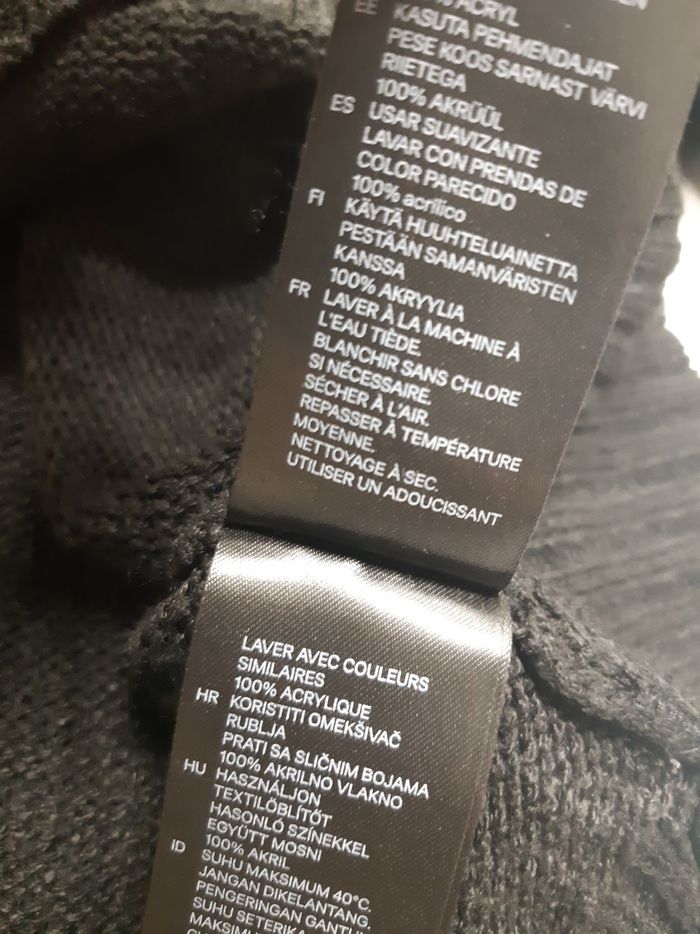 % ACRYL
EE KASUTA PEHMENDAJAT
PESE KOOS SARNAST VÄRVI
RIIETEGA
100% AKRÜÜL
ES USAR SUAVIZANTE
LAVAR CON PRENDAS DE
COLOR PARECIDO
100% acrílico
FI KÄYTÄ HUUHTELUAINETTA
PESTÄÄN SAMANVÄRISTEN
KANSSA
100% AKRYYLIA
FR LAVER À LA MACHINE À
L'EAU TIÈDE.
BLANCHIR SANS CHLORE
SI NÉCESSAIRE.
SÉCHER À L'AIR.
REPASSER À TEMPÉRATURE
MOYENNE.
NETTOYAGE À SEC.
UTILISER UN ADOUCISSANT
LAVER AVEC COULEURS
SIMILAIRES
100% ACRYLIQUE
HR KORISTITI OMEKŠIVAČ
RUBLJA
PRATI SA SLIČNIM BOJAMA
100% AKRILNO VLAKNO
HU HASZNÁLJON
TEXTILÖBLÍTŐT
HASONLÓ SZÍNEKKEL
EGYÜTT MOSNI
100% AKRIL
ID SUHU MAKSIMUM 40°C.
JANGAN DIKELANTANG.
PENGERINGAN GANTUNG
SUHU SETERIKA
MAKSIMUM